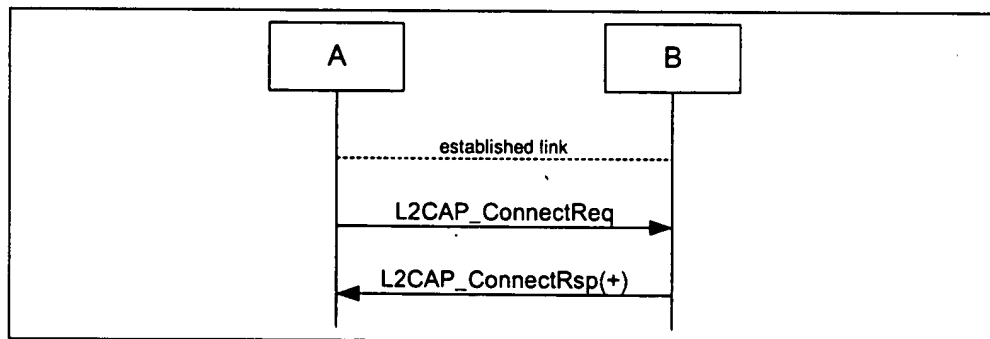 A
B
established link
L2CAP_ConnectReq
L2CAP_ConnectRsp(+)